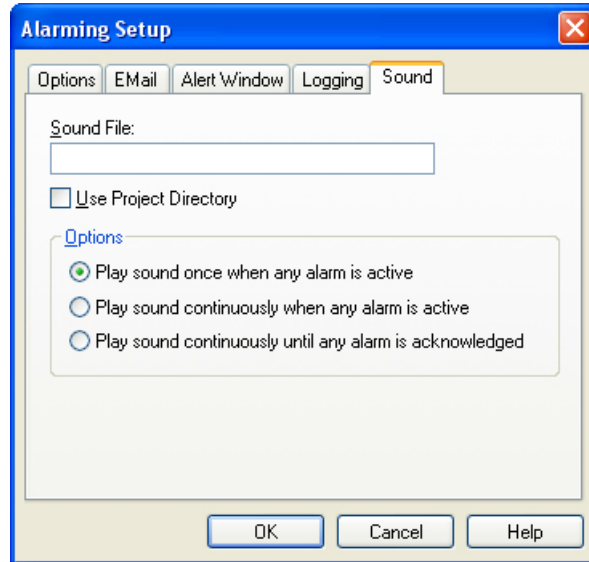 Alarming Setup
Options EMail Alert Window Logging Sound
Sound File:
Use Project Directory
Options
Play sound once when any alarm is active
Play sound continuously when any alarm is active
Play sound continuously until any alarm is acknowledged
OK Cancel Help